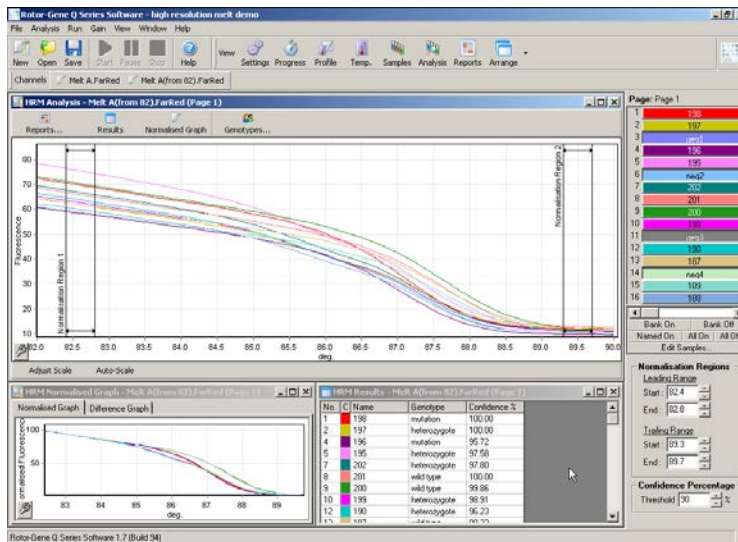 Rotor-Gene Q Series Software - high resolution melt demo
File Analysis Run Gain View Window Help
New Open Save Start Pause Stop Help View Settings Progress Profile Temp. Samples Analysis Reports Arrange
Channels Melt A.FarRed Melt A(from 82).FarRed
HRM Analysis - Melt A(from 82).FarRed (Page 1)
Reports... Results Normalised Graph Genotypes...
Fluorescence
80
70
60
50
40
30
20
10
Normalisation Region 1
Normalisation Region 2
82.0 82.5 83.0 83.5 84.0 84.5 85.0 85.5 86.0 86.5 87.0 87.5 88.0 88.5 89.0 89.5 90.0
deg.
Adjust Scale Auto-Scale
Page: Page 1
1 198
2 197
3 neg1
4 196
5 195
6 neg2
7 202
8 201
9 200
10 199
11
12 190
13 187
14 neg4
15 189
16 188
Bank On Bank Off
Named On All On All Off
Edit Samples...
Normalisation Regions
Leading Range
Start: 82.4
End: 82.8
Trailing Range
Start: 89.3
End: 89.7
Confidence Percentage
Threshold 90 %
HRM Normalised Graph - Melt A(from 82).FarRed (Page 1)
Normalised Graph Difference Graph
100
50
83 84 85 86 87 88 89
deg.
HRM Results - Melt A(from 82).FarRed (Page 1)
No. C Name Genotype Confidence %
1 198 mutation 100.00
2 197 heterozygote 100.00
4 196 mutation 95.72
5 195 heterozygote 97.58
7 202 heterozygote 97.80
8 201 wild type 100.00
9 200 wild type 99.86
10 199 heterozygote 98.91
12 190 heterozygote 96.23
Rotor-Gene Q Series Software 1.7 (Build 94)